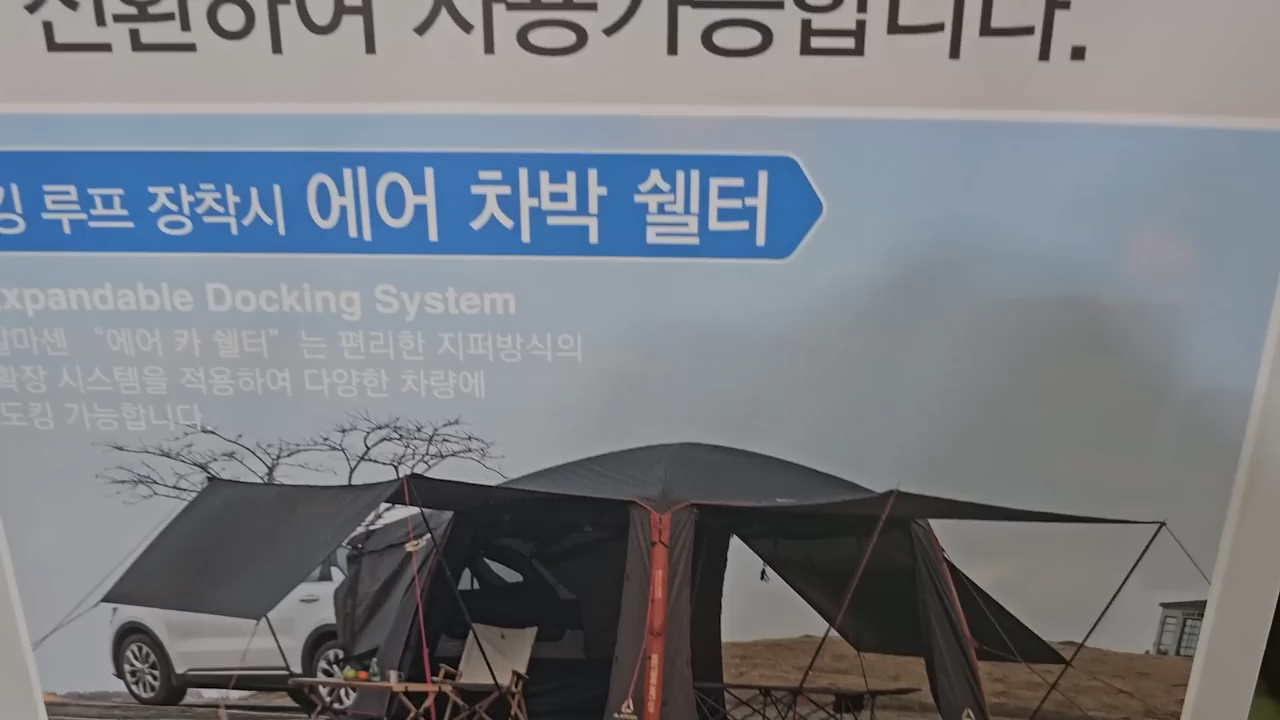 전환하여 사용가능합니다.
킹 루프 장착시 에어 차박 쉘터
Expandable Docking System
알마센 "에어 카 쉘터" 는 편리한 지퍼방식의
확장 시스템을 적용하여 다양한 차량에
도킹 가능합니다.